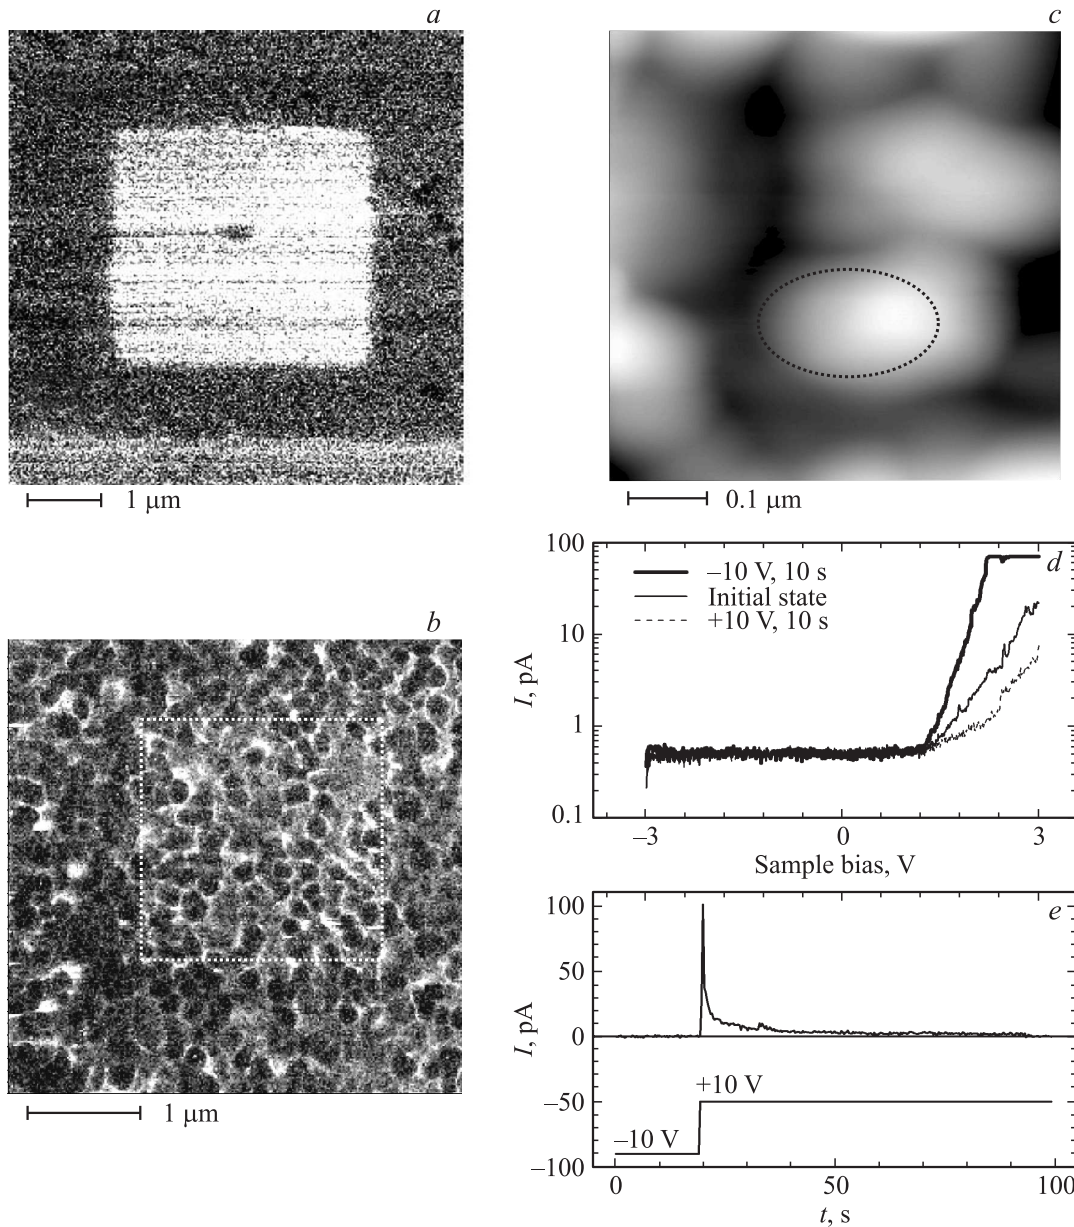 a
1 μm
b
1 μm
c
0.1 μm
d
100
10
1
0.1
I, pA
–10 V, 10 s
Initial state
+10 V, 10 s
–3
0
3
Sample bias, V
e
100
50
0
–50
–100
I, pA
+10 V
–10 V
0
50
100
t, s